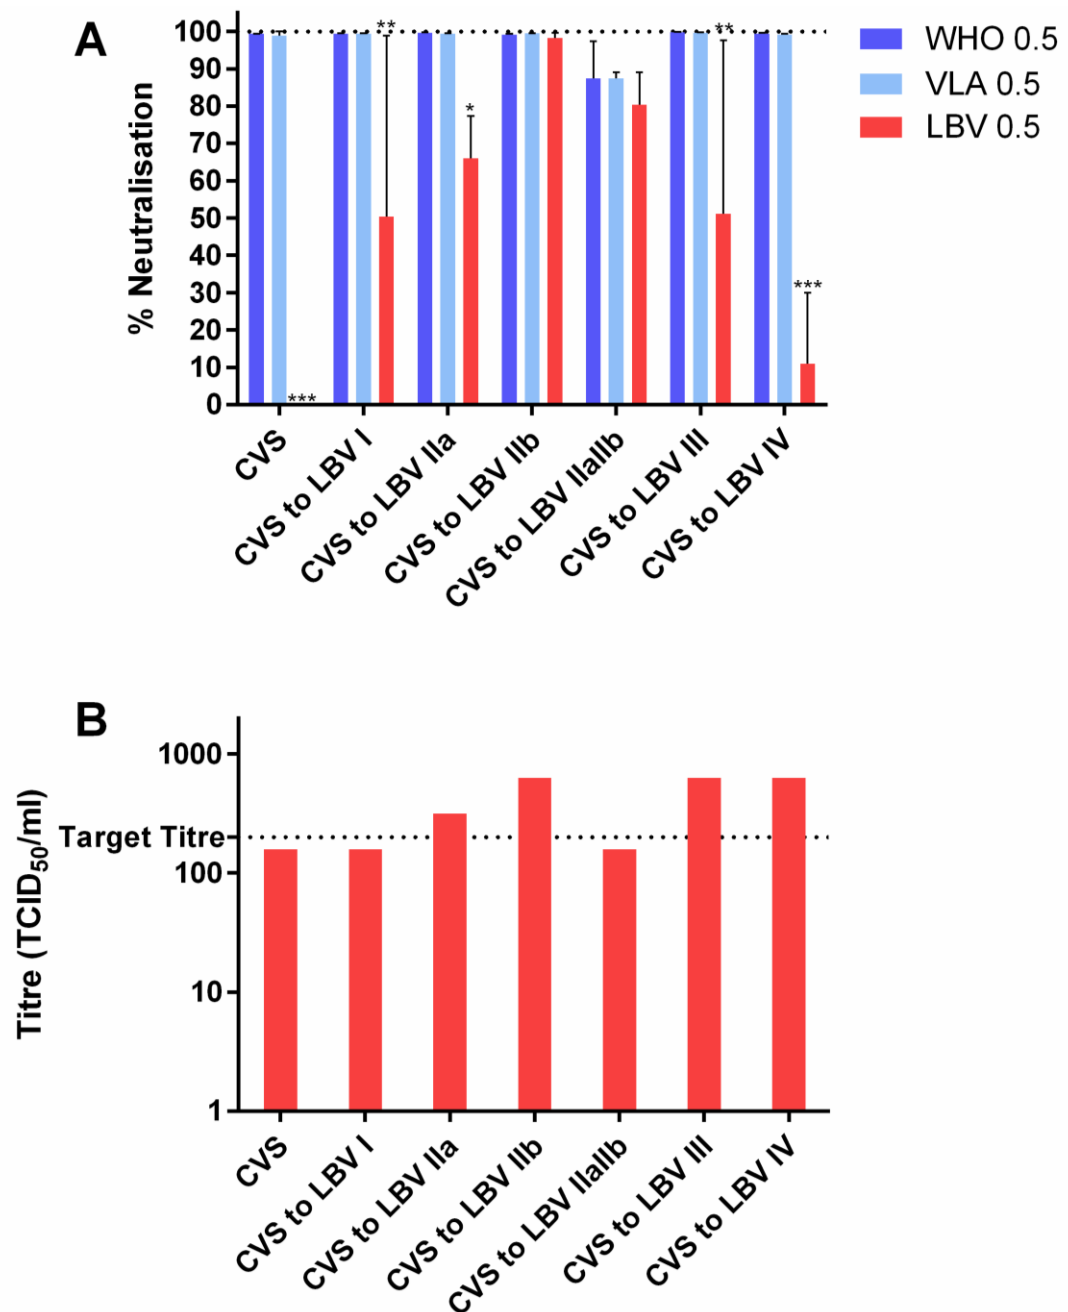 A
WHO 0.5
VLA 0.5
LBV 0.5
% Neutralisation
100
90
80
70
60
50
40
30
20
10
0
***
**
*
**
***
CVS
CVS to LBV I
CVS to LBV IIa
CVS to LBV IIb
CVS to LBV IIaIIb
CVS to LBV III
CVS to LBV IV
B
Titre (TCID50/ml)
1000
Target Titre
100
10
1
CVS
CVS to LBV I
CVS to LBV IIa
CVS to LBV IIb
CVS to LBV IIaIIb
CVS to LBV III
CVS to LBV IV